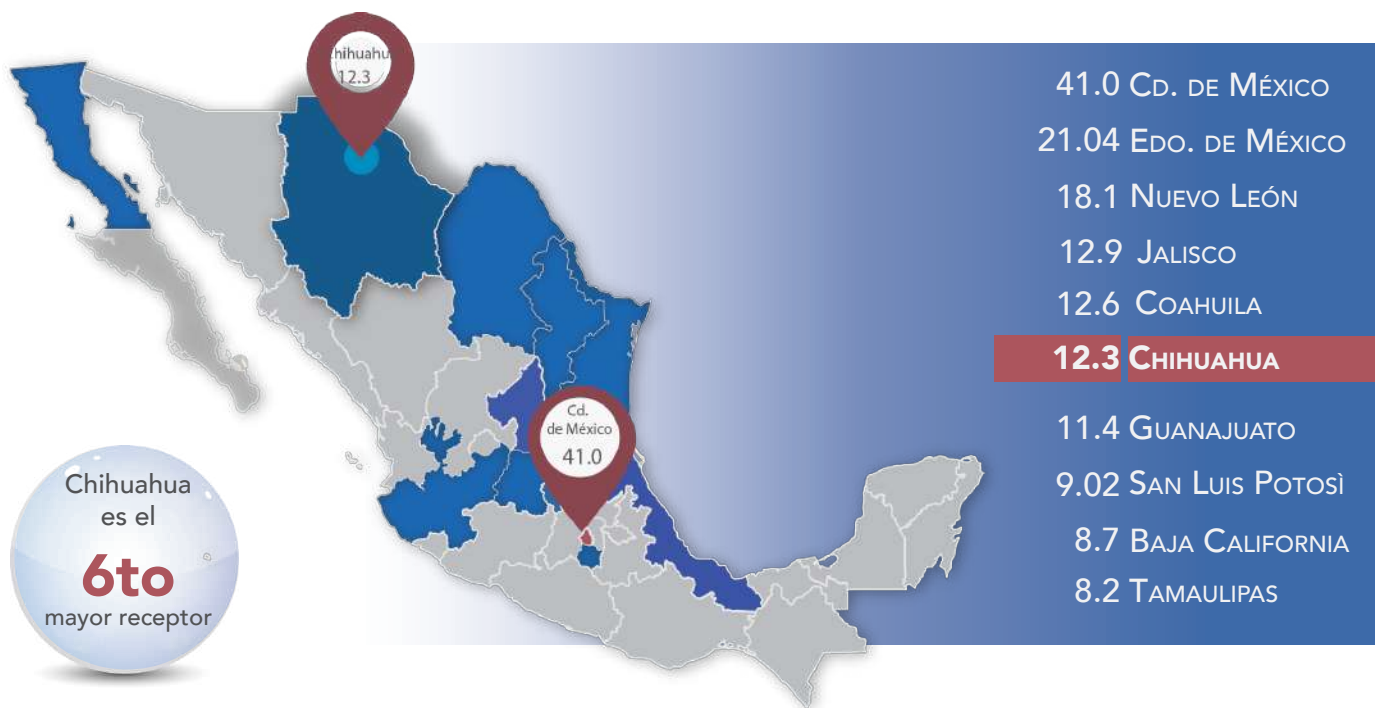 hihuahu
12.3
Cd.
de México
41.0
Chihuahua
es el
6to
mayor receptor
41.0 Cd. de México
21.04 Edo. de México
18.1 Nuevo León
12.9 Jalisco
12.6 Coahuila
12.3 Chihuahua
11.4 Guanajuato
9.02 San Luis Potosì
8.7 Baja California
8.2 Tamaulipas